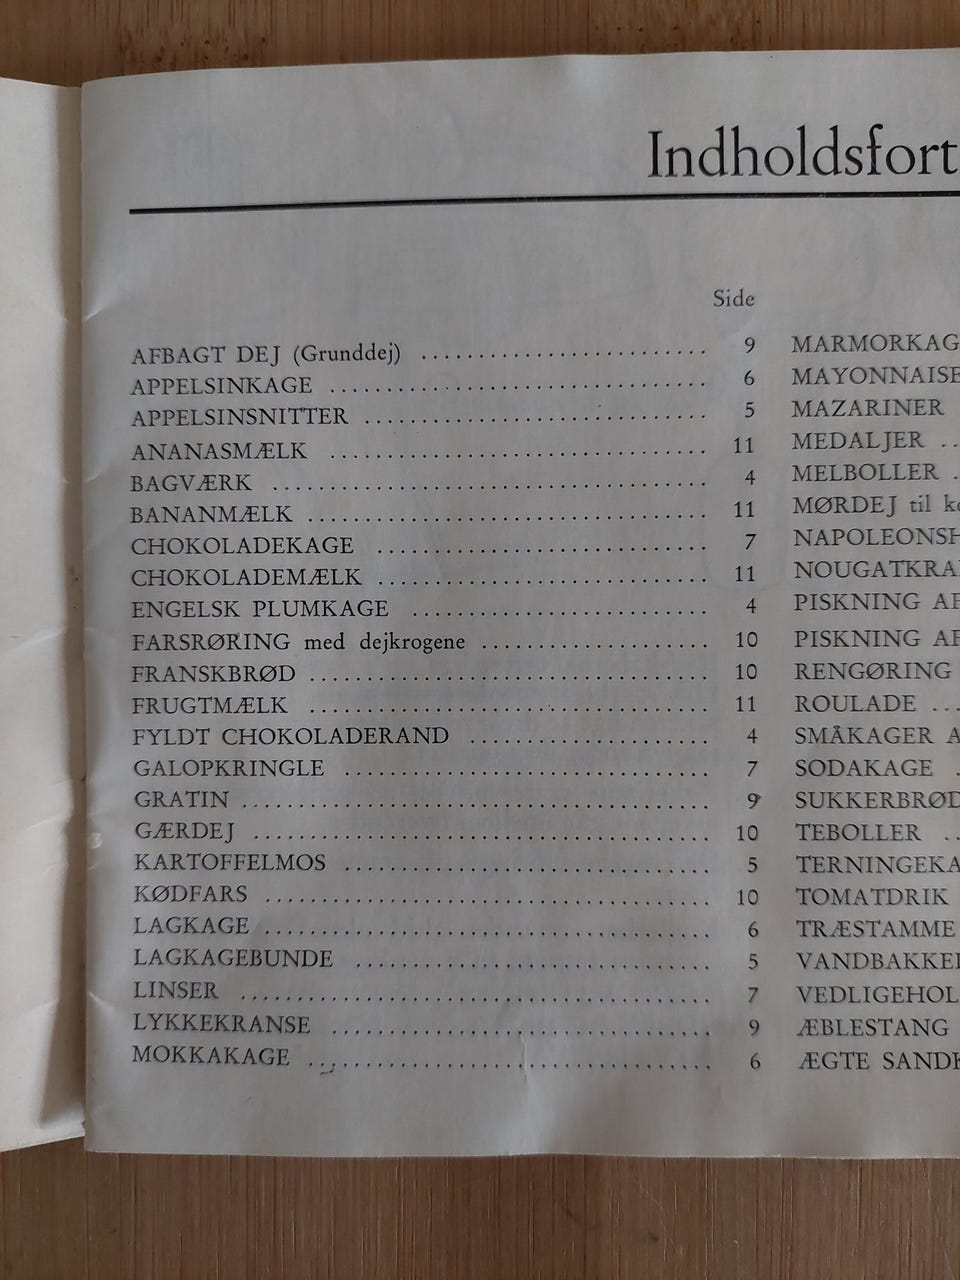 Indholdsfort
Side
AFBAGT DEJ (Grunddej) ........................... 9
APPELSINKAGE ................................... 6
APPELSINSNITTER ................................ 5
ANANASMÆLK ................................... 11
BAGVÆRK ........................................ 4
BANANMÆLK ..................................... 11
CHOKOLADEKAGE ............................... 7
CHOKOLADEMÆLK ............................... 11
ENGELSK PLUMKAGE ............................ 4
FARSRØRING med dejkrogene ...................... 10
FRANSKBRØD ..................................... 10
FRUGTMÆLK ..................................... 11
FYLDT CHOKOLADERAND ....................... 4
GALOPKRINGLE .................................. 7
GRATIN ........................................... 9
GÆRDEJ .......................................... 10
KARTOFFELMOS .................................. 5
KØDFARS ......................................... 10
LAGKAGE ......................................... 6
LAGKAGEBUNDE ................................. 5
LINSER ........................................... 7
LYKKEKRANSE ................................... 9
MOKKAKAGE ..................................... 6
MARMORKAG
MAYONNAISE
MAZARINER
MEDALJER ..
MELBOLLER .
MØRDEJ til k
NAPOLEONSH
NOUGATKRA
PISKNING AF
PISKNING AF
RENGØRING
ROULADE ...
SMÅKAGER A
SODAKAGE .
SUKKERBRØD
TEBOLLER ..
TERNINGEKA
TOMATDRIK
TRÆSTAMME
VANDBAKKEL
VEDLIGEHOL
ÆBLESTANG
ÆGTE SANDK